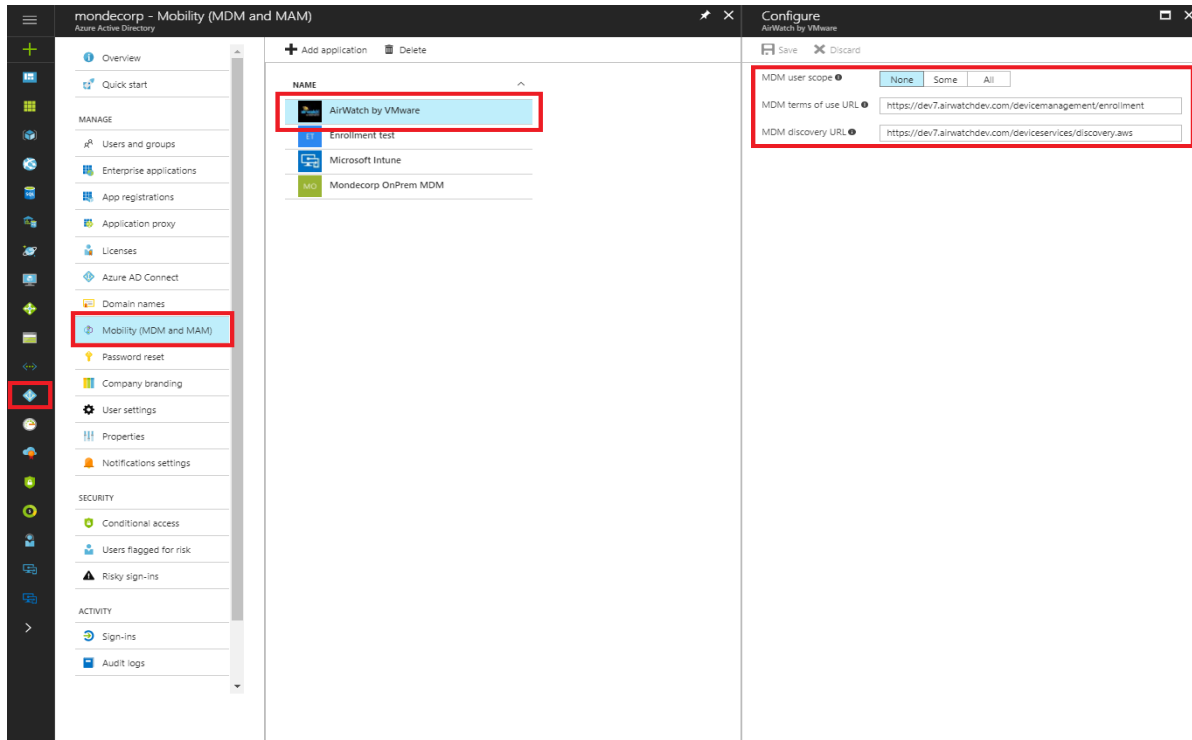 mondecorp - Mobility (MDM and MAM)
Azure Active Directory
Overview
Quick start
MANAGE
Users and groups
Enterprise applications
App registrations
Application proxy
Licenses
Azure AD Connect
Domain names
Mobility (MDM and MAM)
Password reset
Company branding
User settings
Properties
Notifications settings
SECURITY
Conditional access
Users flagged for risk
Risky sign-ins
ACTIVITY
Sign-ins
Audit logs
Add application Delete
NAME
AirWatch by VMware
ET Enrollment test
Microsoft Intune
MO Mondecorp OnPrem MDM
Configure
AirWatch by VMware
Save Discard
MDM user scope None Some All
MDM terms of use URL https://dev7.airwatchdev.com/devicemanagement/enrollment
MDM discovery URL https://dev7.airwatchdev.com/deviceservices/discovery.aws